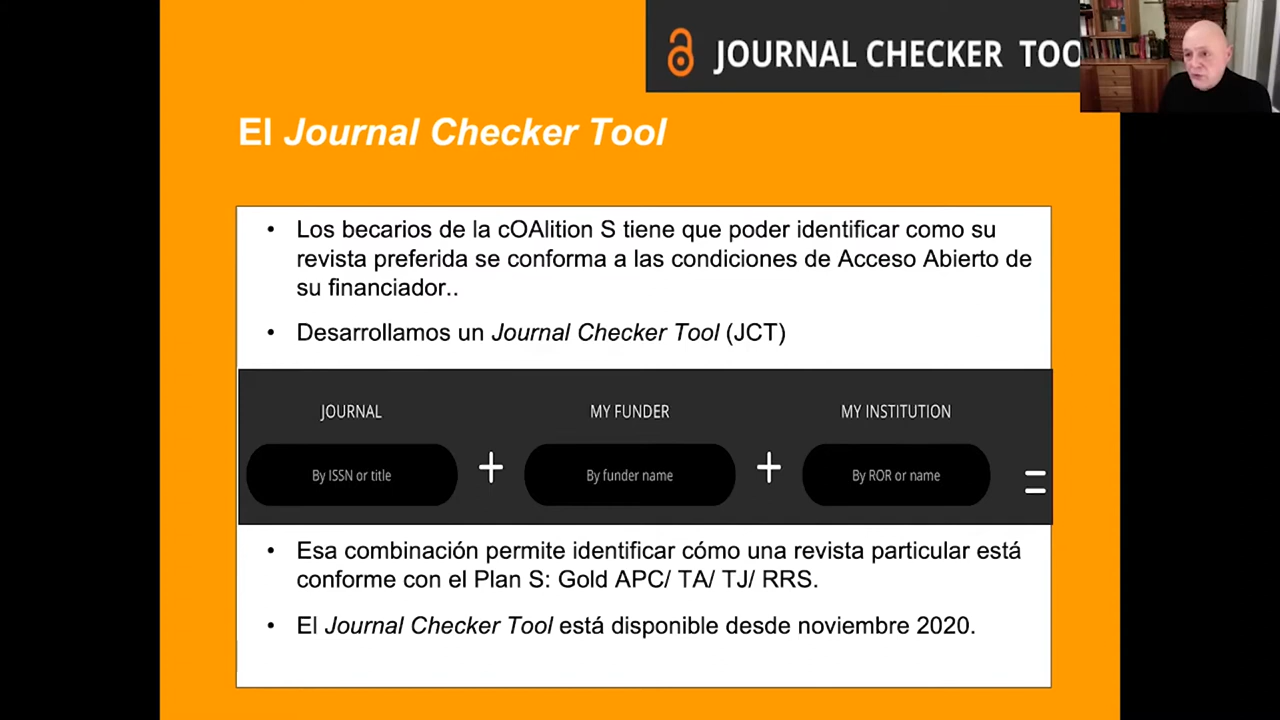 JOURNAL CHECKER TOO
El Journal Checker Tool
• Los becarios de la cOAlition S tiene que poder identificar como su
revista preferida se conforma a las condiciones de Acceso Abierto de
su financiador..
• Desarrollamos un Journal Checker Tool (JCT)
JOURNAL + MY FUNDER + MY INSTITUTION =
By ISSN or title By funder name By ROR or name
• Esa combinación permite identificar cómo una revista particular está
conforme con el Plan S: Gold APC/ TA/ TJ/ RRS.
• El Journal Checker Tool está disponible desde noviembre 2020.